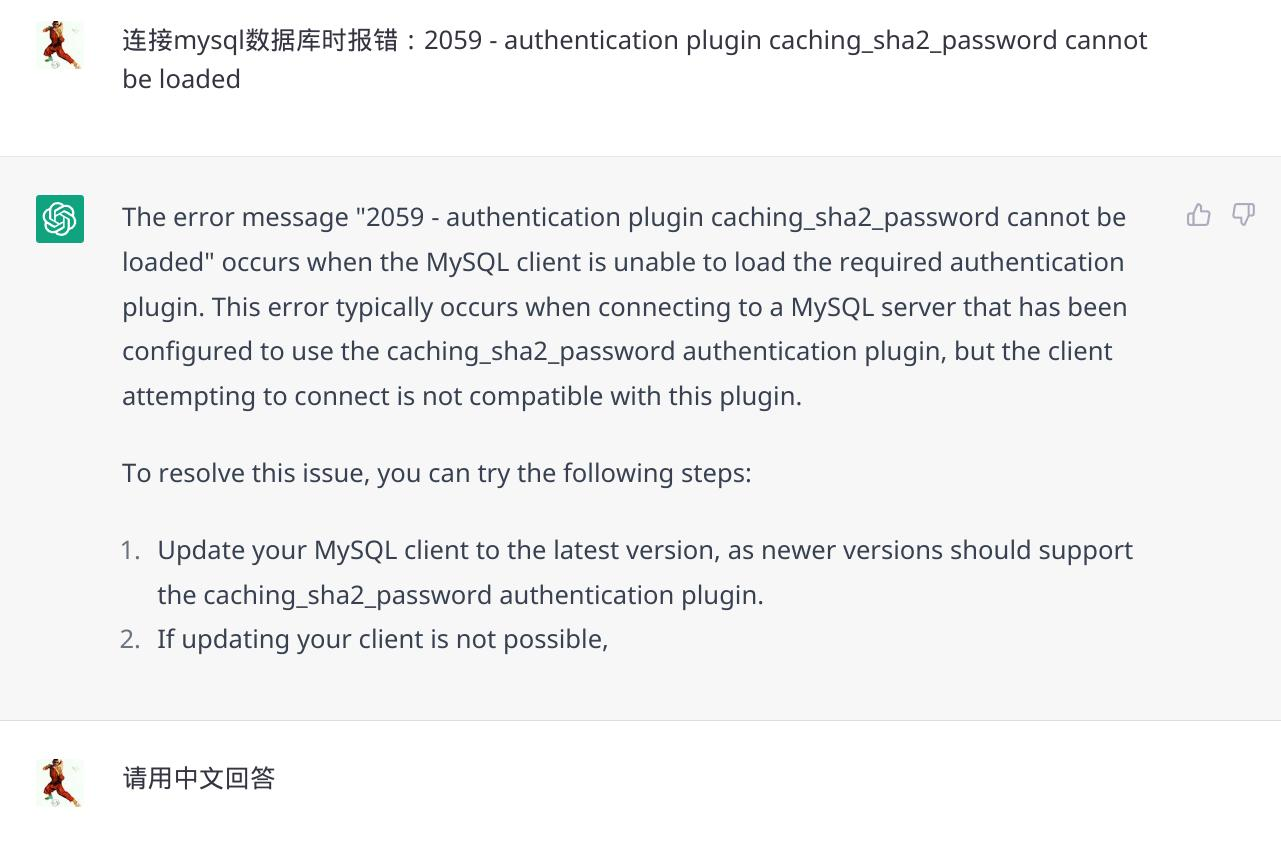 连接mysql数据库时报错：2059 - authentication plugin caching_sha2_password cannot
be loaded
The error message "2059 - authentication plugin caching_sha2_password cannot be
loaded" occurs when the MySQL client is unable to load the required authentication
plugin. This error typically occurs when connecting to a MySQL server that has been
configured to use the caching_sha2_password authentication plugin, but the client
attempting to connect is not compatible with this plugin.
To resolve this issue, you can try the following steps:
1. Update your MySQL client to the latest version, as newer versions should support
the caching_sha2_password authentication plugin.
2. If updating your client is not possible,
请用中文回答